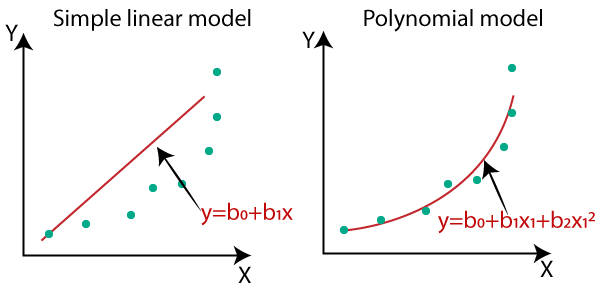 Simple linear model
Y
y=b₀+b₁x
X
Polynomial model
Y
y=b₀+b₁x₁+b₂x₁²
X